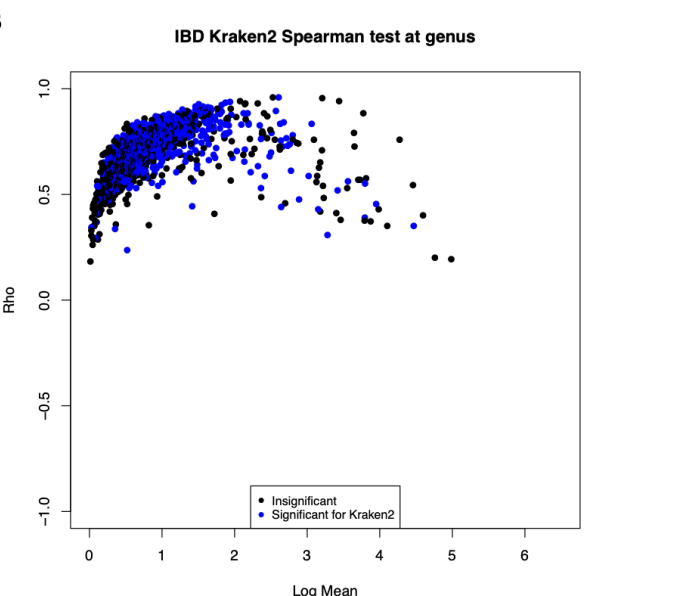 IBD Kraken2 Spearman test at genus
1.0
0.5
0.0
−0.5
−1.0
Rho
Insignificant
Significant for Kraken2
0 1 2 3 4 5 6
Log Mean